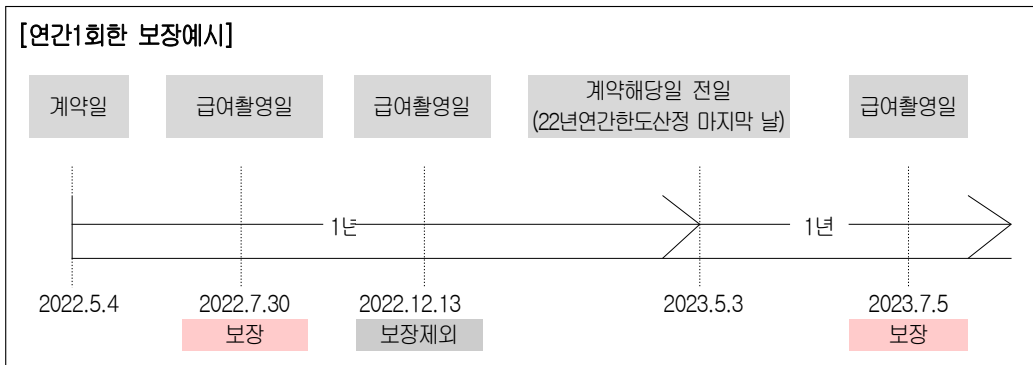 [연간1회한 보장예시]
계약일
급여촬영일
급여촬영일
계약해당일 전일
(22년연간한도산정 마지막 날)
급여촬영일
1년
1년
2022.5.4
2022.7.30
2022.12.13
2023.5.3
2023.7.5
보장
보장제외
보장